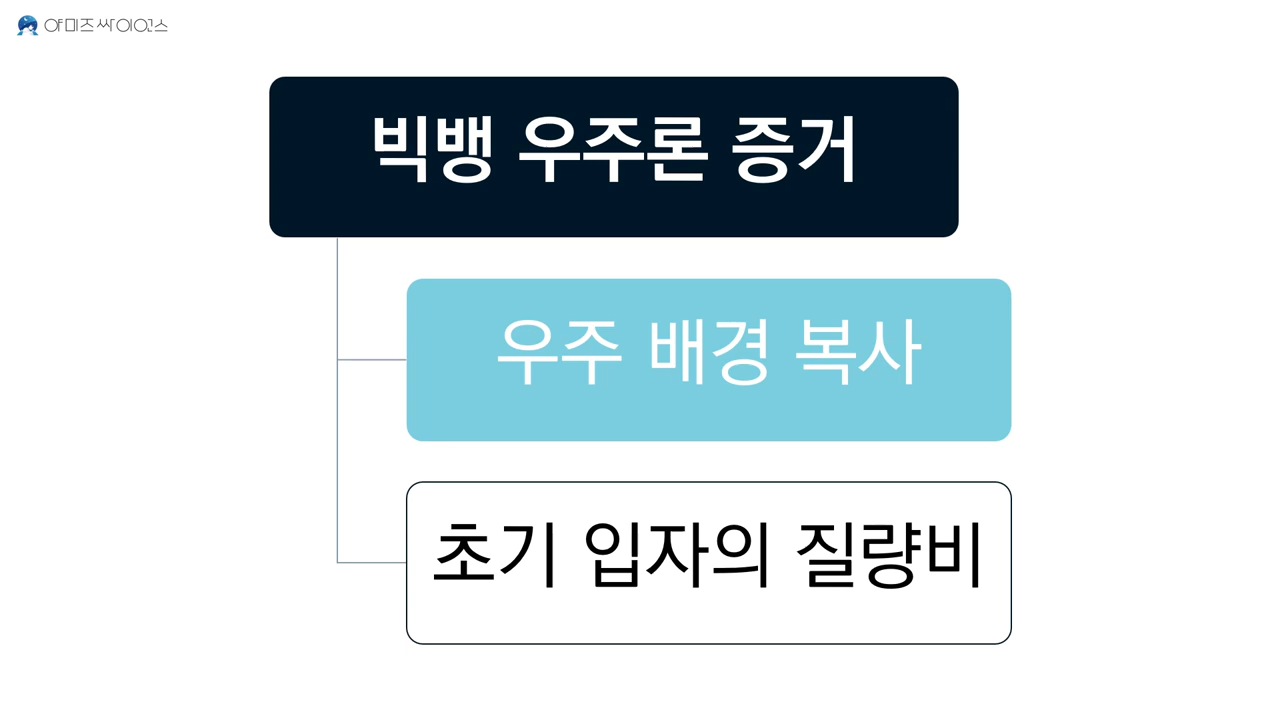 야미즈 싸이언스
빅뱅 우주론 증거
우주 배경 복사
초기 입자의 질량비